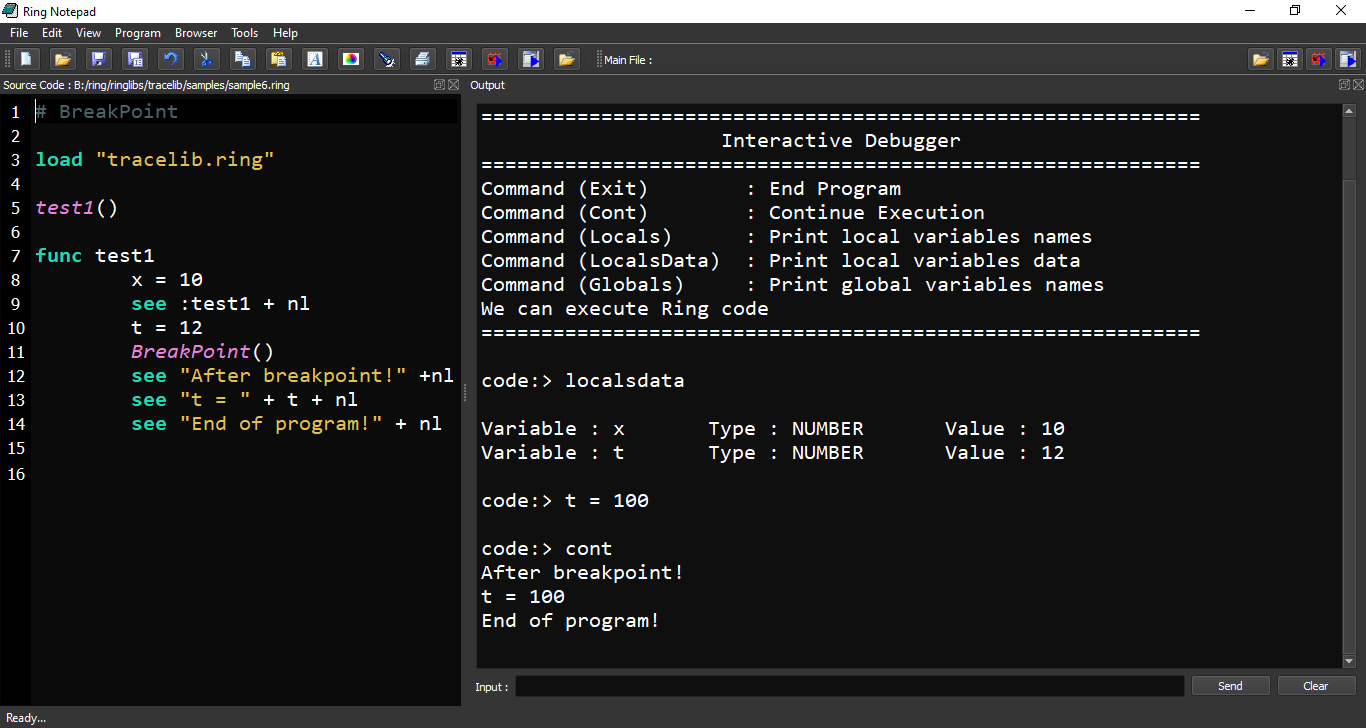 Ring Notepad
File Edit View Program Browser Tools Help
Main File :
Source Code : B:/ring/ringlibs/tracelib/samples/sample6.ring
1 # BreakPoint
2
3 load "tracelib.ring"
4
5 test1()
6
7 func test1
8 x = 10
9 see :test1 + nl
10 t = 12
11 BreakPoint()
12 see "After breakpoint!" +nl
13 see "t = " + t + nl
14 see "End of program!" + nl
15
16
Output
============================================================
Interactive Debugger
============================================================
Command (Exit) : End Program
Command (Cont) : Continue Execution
Command (Locals) : Print local variables names
Command (LocalsData) : Print local variables data
Command (Globals) : Print global variables names
We can execute Ring code
============================================================
code:> localsdata
Variable : x Type : NUMBER Value : 10
Variable : t Type : NUMBER Value : 12
code:> t = 100
code:> cont
After breakpoint!
t = 100
End of program!
Input : Send Clear
Ready...